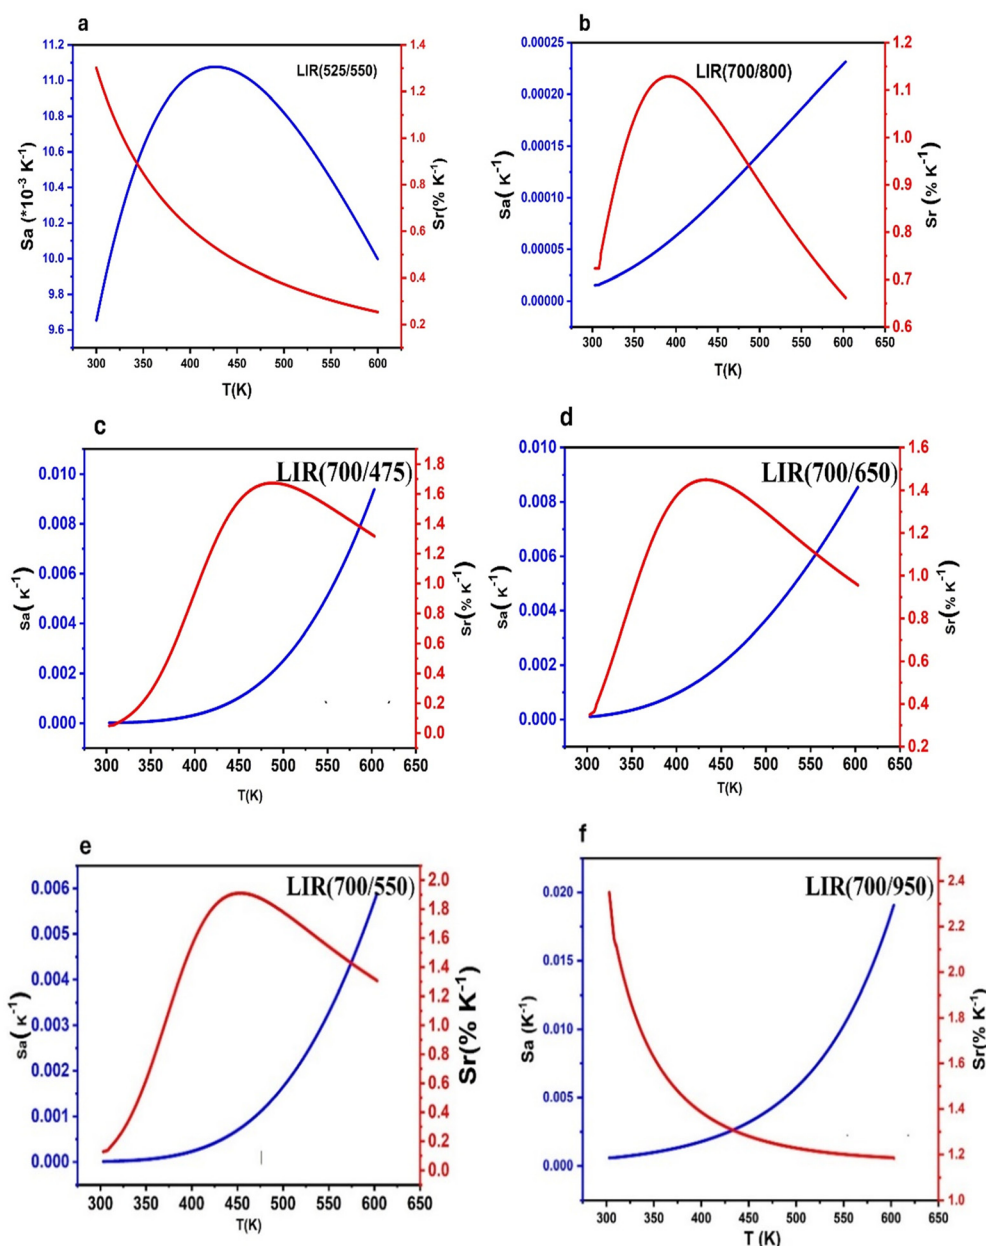 a
LIR(525/550)
Sa (*10⁻³ K⁻¹)
11.2
11.0
10.8
10.6
10.4
10.2
10.0
9.8
9.6
Sr(% K⁻¹)
1.4
1.2
1.0
0.8
0.6
0.4
0.2
300 350 400 450 500 550 600
T(K)
b
LIR(700/800)
Sa( K⁻¹)
0.00025
0.00020
0.00015
0.00010
0.00005
0.00000
Sr (% K⁻¹)
1.2
1.1
1.0
0.9
0.8
0.7
0.6
300 350 400 450 500 550 600 650
T(K)
c
LIR(700/475)
Sa( K⁻¹)
0.010
0.008
0.006
0.004
0.002
0.000
Sr(% K⁻¹)
1.8
1.6
1.4
1.2
1.0
0.8
0.6
0.4
0.2
0.0
300 350 400 450 500 550 600 650
T(K)
d
LIR(700/650)
Sa( K⁻¹)
0.010
0.008
0.006
0.004
0.002
0.000
Sr(% K⁻¹)
1.6
1.4
1.2
1.0
0.8
0.6
0.4
0.2
300 350 400 450 500 550 600 650
T(K)
e
LIR(700/550)
Sa( K⁻¹)
0.006
0.005
0.004
0.003
0.002
0.001
0.000
Sr(% K⁻¹)
2.0
1.8
1.6
1.4
1.2
1.0
0.8
0.6
0.4
0.2
0.0
300 350 400 450 500 550 600 650
T(K)
f
LIR(700/950)
Sa (K⁻¹)
0.020
0.015
0.010
0.005
0.000
Sr(% K⁻¹)
2.4
2.2
2.0
1.8
1.6
1.4
1.2
1.0
300 350 400 450 500 550 600 650
T (K)